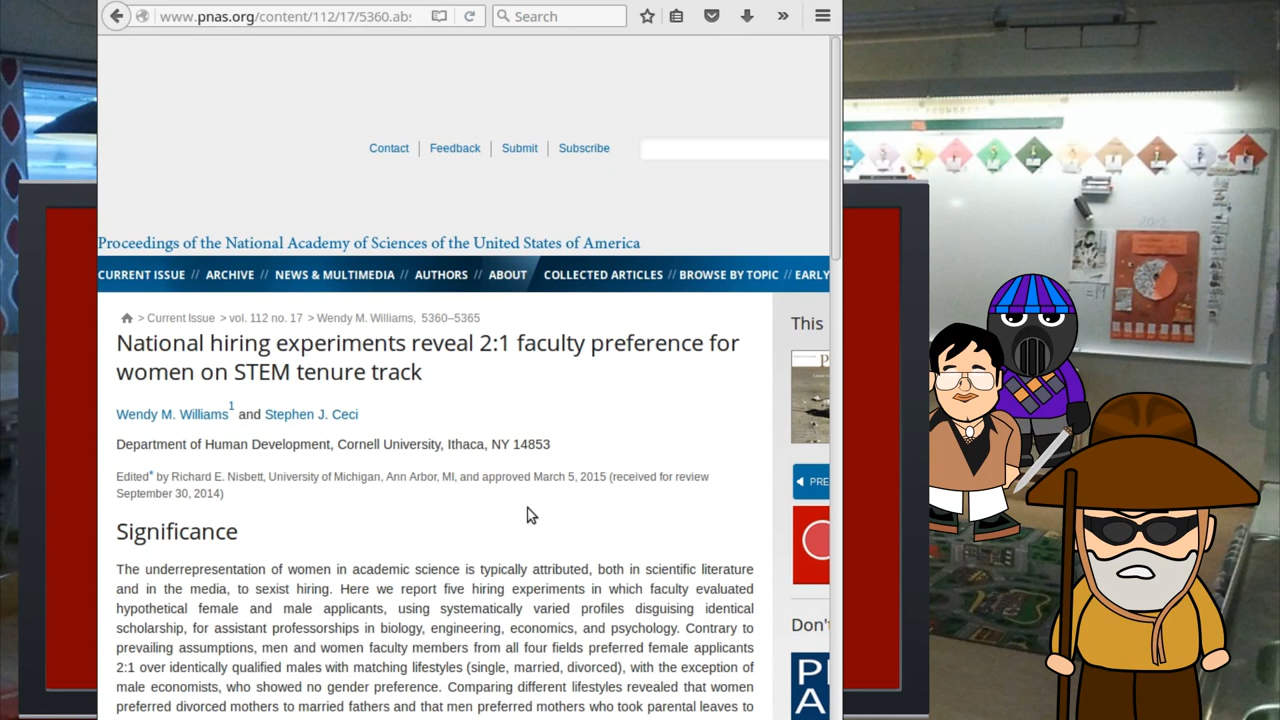 www.pnas.org/content/112/17/5360.abs
Search
Contact Feedback Submit Subscribe
Proceedings of the National Academy of Sciences of the United States of America
CURRENT ISSUE // ARCHIVE // NEWS & MULTIMEDIA // AUTHORS // ABOUT COLLECTED ARTICLES // BROWSE BY TOPIC // EARLY
> Current Issue > vol. 112 no. 17 > Wendy M. Williams, 5360–5365
National hiring experiments reveal 2:1 faculty preference for
women on STEM tenure track
Wendy M. Williams1 and Stephen J. Ceci
Department of Human Development, Cornell University, Ithaca, NY 14853
Edited* by Richard E. Nisbett, University of Michigan, Ann Arbor, MI, and approved March 5, 2015 (received for review
September 30, 2014)
Significance
The underrepresentation of women in academic science is typically attributed, both in scientific literature
and in the media, to sexist hiring. Here we report five hiring experiments in which faculty evaluated
hypothetical female and male applicants, using systematically varied profiles disguising identical
scholarship, for assistant professorships in biology, engineering, economics, and psychology. Contrary to
prevailing assumptions, men and women faculty members from all four fields preferred female applicants
2:1 over identically qualified males with matching lifestyles (single, married, divorced), with the exception of
male economists, who showed no gender preference. Comparing different lifestyles revealed that women
preferred divorced mothers to married fathers and that men preferred mothers who took parental leaves to
This
P
PRE
Don't
P
A